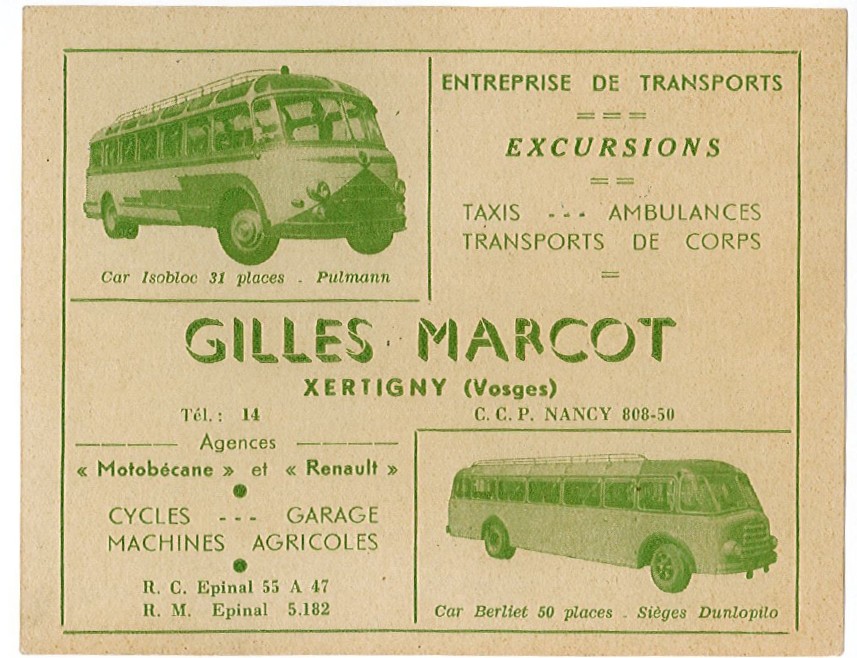 Car Isobloc 31 places . Pulmann
ENTREPRISE DE TRANSPORTS
EXCURSIONS
TAXIS --- AMBULANCES
TRANSPORTS DE CORPS
GILLES MARCOT
XERTIGNY (Vosges)
Tél. : 14
C. C. P. NANCY 808-50
Agences
« Motobécane » et « Renault »
CYCLES --- GARAGE
MACHINES AGRICOLES
R. C. Epinal 55 A 47
R. M. Epinal 5.182
Car Berliet 50 places . Sièges Dunlopilo